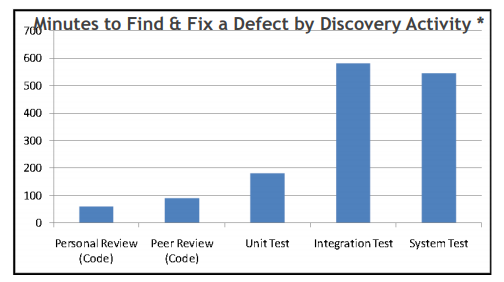 Minutes to Find & Fix a Defect by Discovery Activity *
700
600
500
400
300
200
100
0
Personal Review Peer Review Unit Test Integration Test System Test
(Code) (Code)